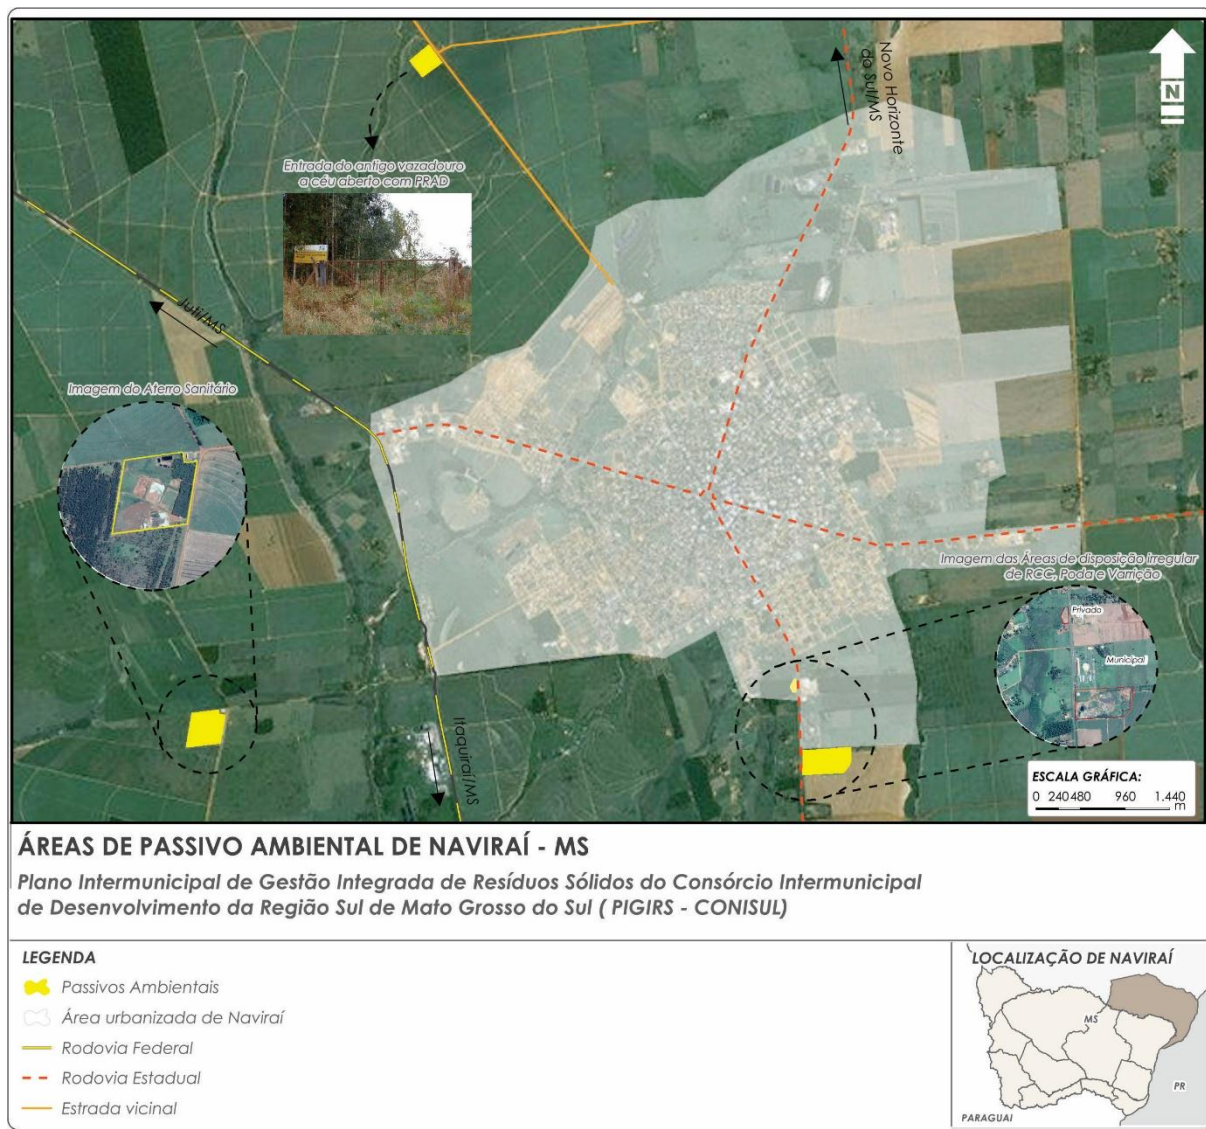 Novo Horizonte
do Sul/MS
N
Entrada do antigo vazadouro
a céu aberto com PRAD
Juti/MS
Imagem do Aterro Sanitário
Imagem das Áreas de disposição irregular
de RCC, Poda e Varrição
Privado
Municipal
Itaquiraí/MS
ESCALA GRÁFICA:
0 240 480 960 1.440
m
ÁREAS DE PASSIVO AMBIENTAL DE NAVIRAÍ - MS
Plano Intermunicipal de Gestão Integrada de Resíduos Sólidos do Consórcio Intermunicipal
de Desenvolvimento da Região Sul de Mato Grosso do Sul ( PIGIRS - CONISUL)
LEGENDA
Passivos Ambientais
Área urbanizada de Naviraí
Rodovia Federal
Rodovia Estadual
Estrada vicinal
LOCALIZAÇÃO DE NAVIRAÍ
MS
PR
PARAGUAI